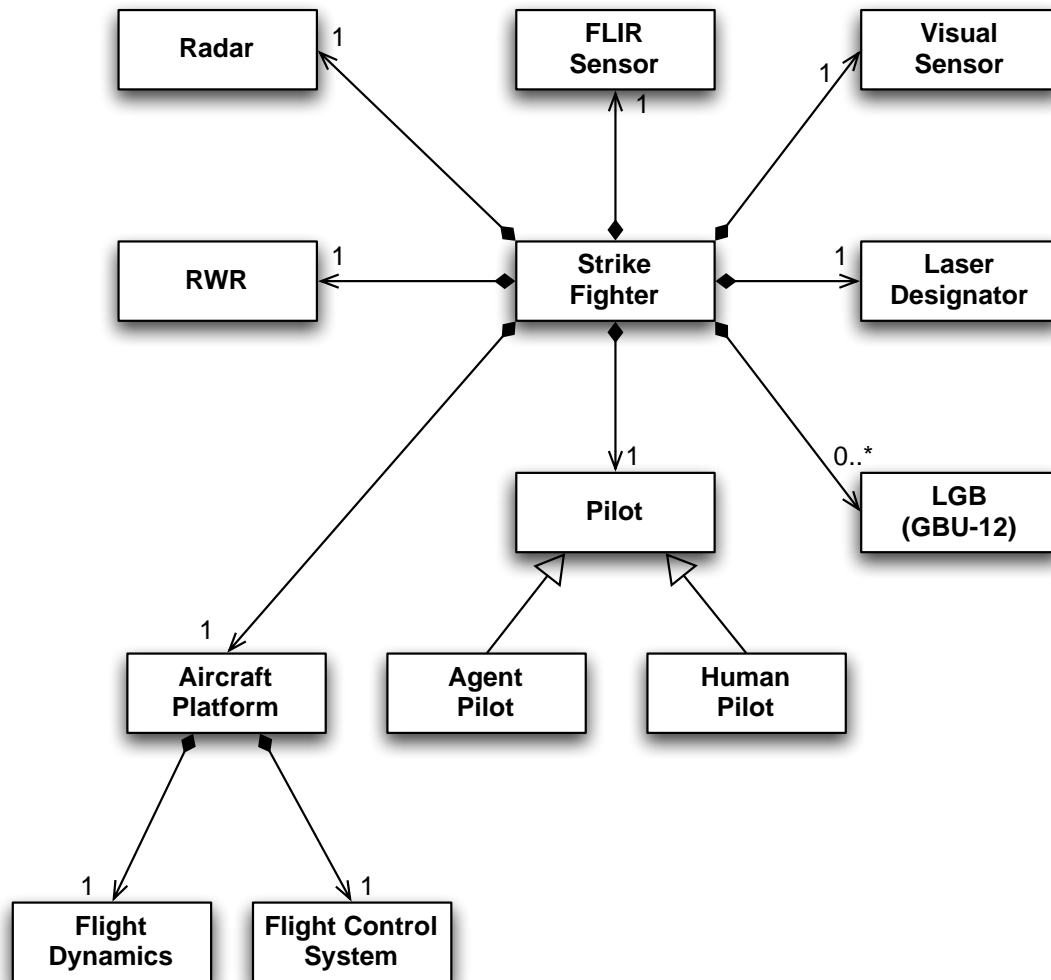 Radar
1
FLIR
Sensor
1
Visual
Sensor
1
RWR
1
Strike
Fighter
1
Laser
Designator
1
Pilot
0..*
LGB
(GBU-12)
1
Aircraft
Platform
Agent
Pilot
Human
Pilot
1
Flight
Dynamics
1
Flight Control
System